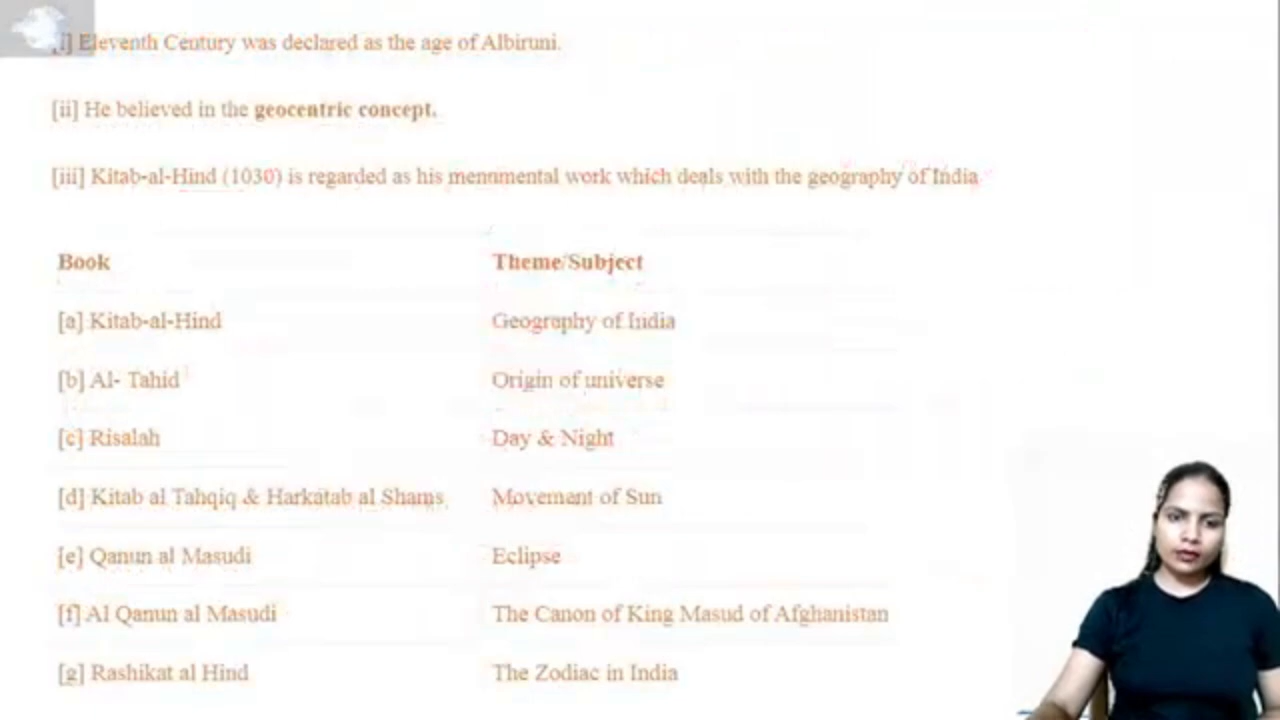 [i] Eleventh Century was declared as the age of Albiruni.
[ii] He believed in the geocentric concept.
[iii] Kitab-al-Hind (1030) is regarded as his menumental work which deals with the geography of India
Book Theme/Subject
[a] Kitab-al-Hind Geography of India
[b] Al- Tahid Origin of universe
[c] Risalah Day & Night
[d] Kitab al Tahqiq & Harkatab al Shams Movemant of Sun
[e] Qanun al Masudi Eclipse
[f] Al Qanun al Masudi The Canon of King Masud of Afghanistan
[g] Rashikat al Hind The Zodiac in India